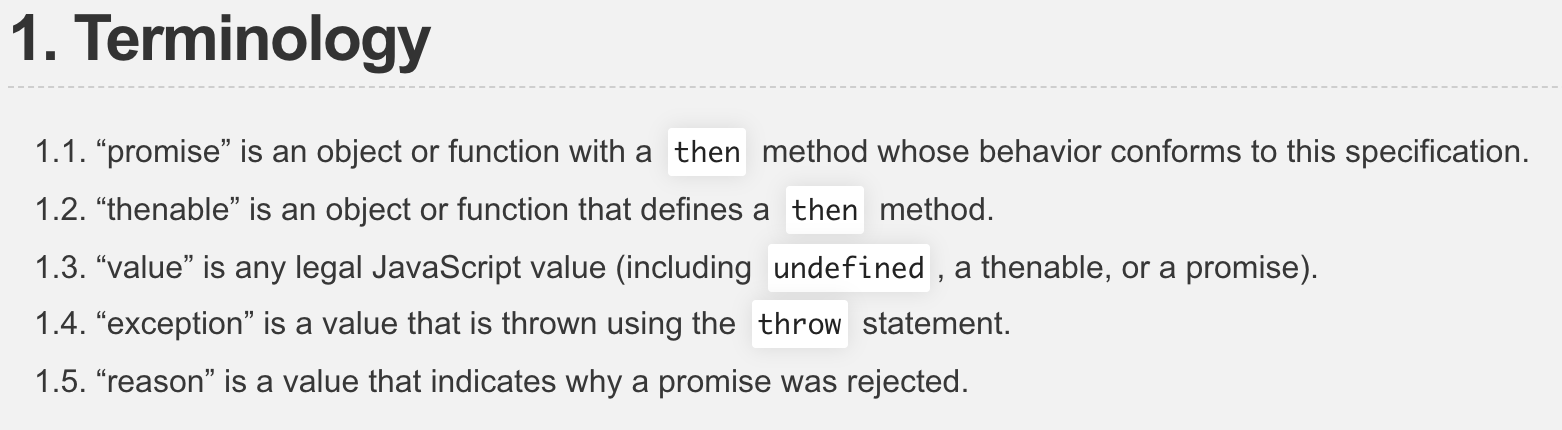 1. Terminology
1.1. “promise” is an object or function with a then method whose behavior conforms to this specification.
1.2. “thenable” is an object or function that defines a then method.
1.3. “value” is any legal JavaScript value (including undefined , a thenable, or a promise).
1.4. “exception” is a value that is thrown using the throw statement.
1.5. “reason” is a value that indicates why a promise was rejected.